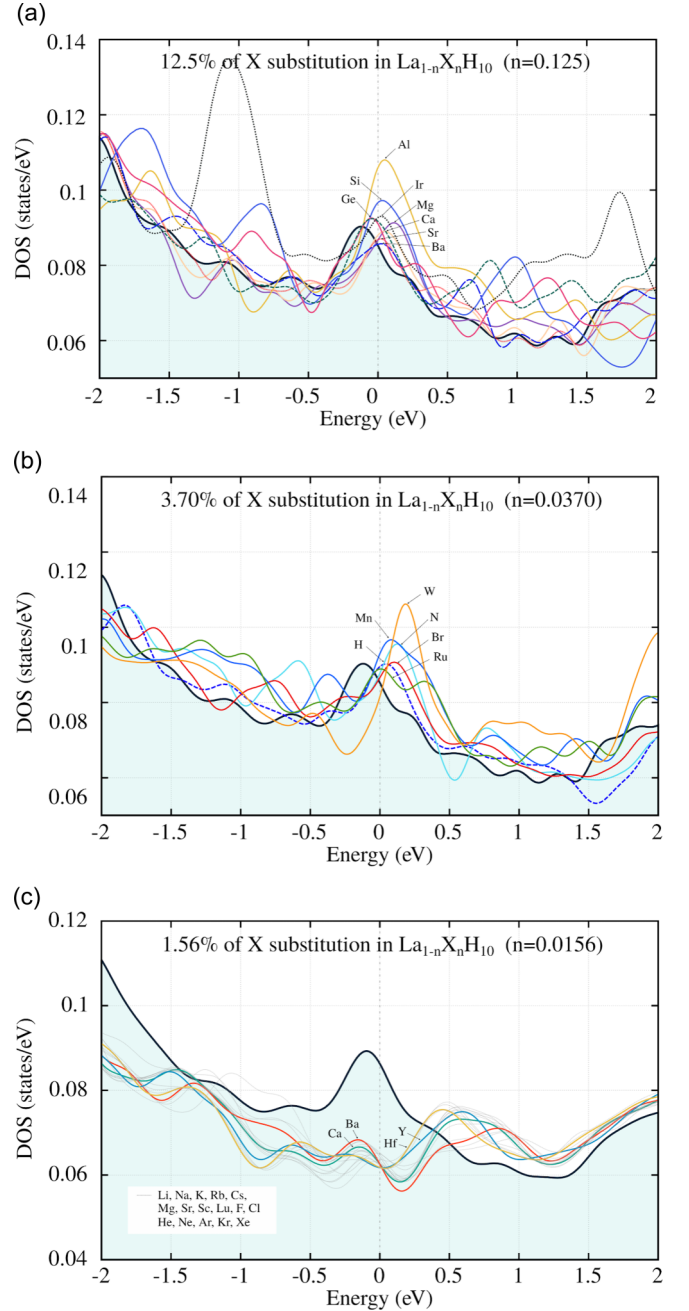 (a)
0.14
12.5% of X substitution in La1-nXnH10 (n=0.125)
0.12
Al
Si
Ir
Ge
Mg
Ca
Sr
Ba
0.1
0.08
0.06
DOS (states/eV)
-2 -1.5 -1 -0.5 0 0.5 1 1.5 2
Energy (eV)
(b)
0.14
3.70% of X substitution in La1-nXnH10 (n=0.0370)
0.12
W
Mn N
H Br
Ru
0.1
0.08
0.06
DOS (states/eV)
-2 -1.5 -1 -0.5 0 0.5 1 1.5 2
Energy (eV)
(c)
0.12
1.56% of X substitution in La1-nXnH10 (n=0.0156)
0.1
0.08
Ba
Ca
Y
Hf
0.06
Li, Na, K, Rb, Cs,
Mg, Sr, Sc, Lu, F, Cl
He, Ne, Ar, Kr, Xe
0.04
DOS (states/eV)
-2 -1.5 -1 -0.5 0 0.5 1 1.5 2
Energy (eV)